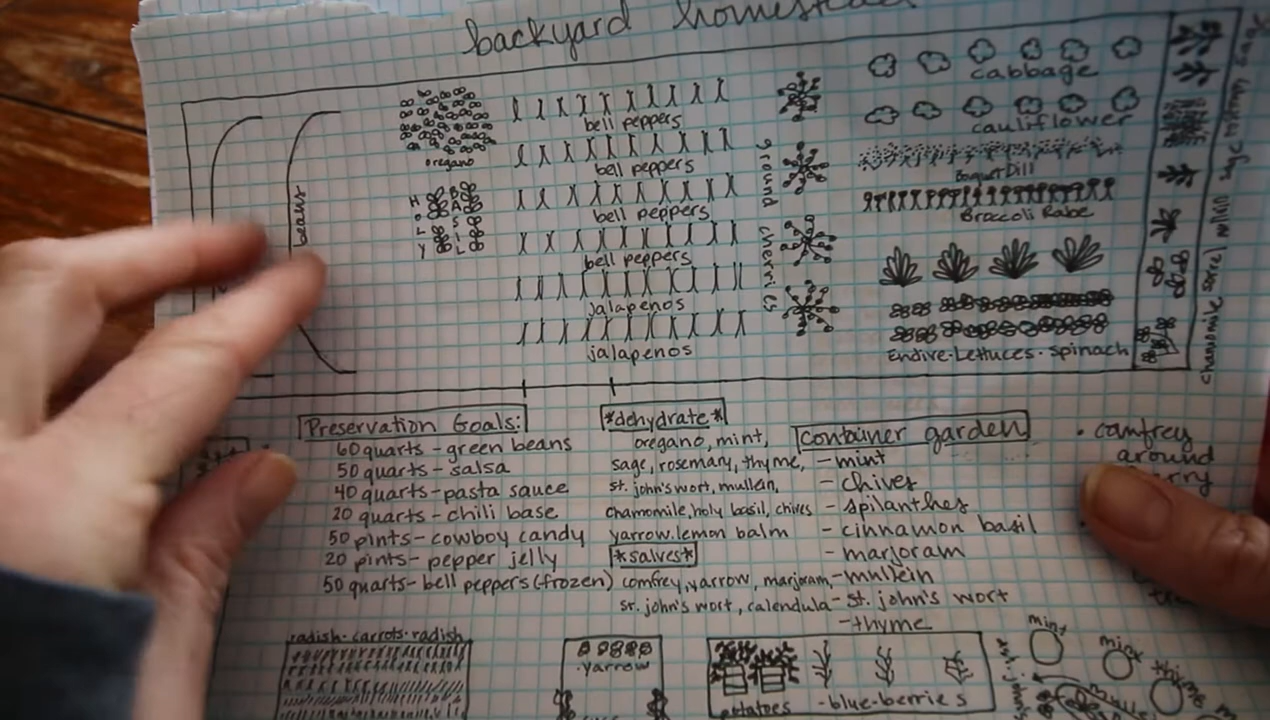 backyard homestead
cabbage
cauliflower
Dill
Broccoli Rabe
Endive·Lettuces·spinach
oregano
HOLY BASIL
beans
bell peppers
bell peppers
bell peppers
bell peppers
jalapenos
jalapenos
ground cherries
chamomile sorrel
Preservation Goals:
60 quarts - green beans
50 quarts - salsa
40 quarts - pasta sauce
20 quarts - chili base
50 pints - cowboy candy
20 pints - pepper jelly
50 quarts - bell peppers (frozen)
*dehydrate*
oregano, mint,
sage, rosemary, thyme,
st. john's wort, mullein,
chamomile, holy basil, chives
yarrow, lemon balm
*salves*
comfrey, yarrow, marjoram,
st. john's wort, calendula
container garden
- mint
- chives
- spilanthes
- cinnamon basil
- marjoram
- mullein
- st. john's wort
- thyme
• comfrey
around
radish·carrots·radish
yarrow
potatoes - blue·berries
mint
mint
thyme
st. john's